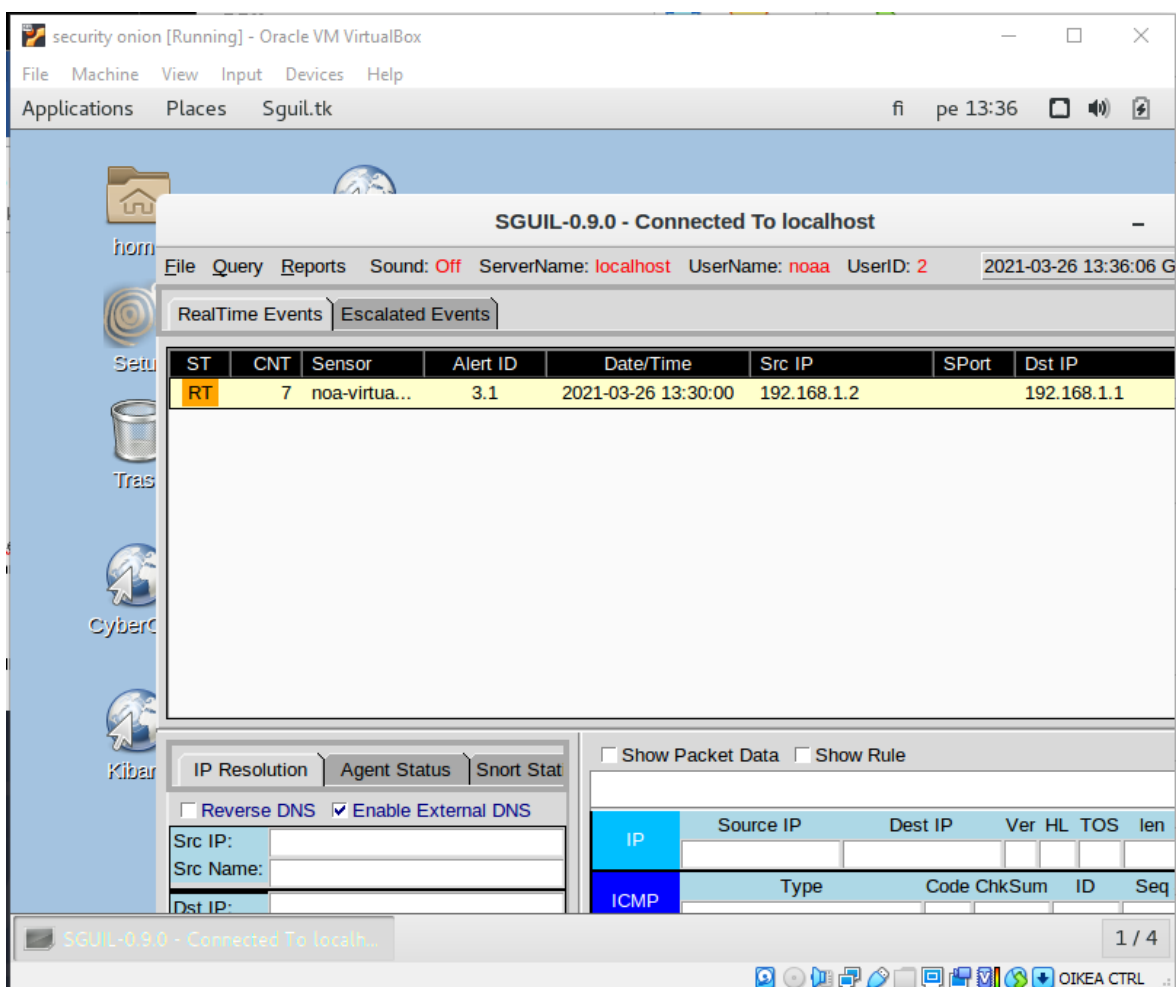 security onion [Running] - Oracle VM VirtualBox
File Machine View Input Devices Help
Applications Places Sguil.tk fi pe 13:36
hom
SGUIL-0.9.0 - Connected To localhost
File Query Reports Sound: Off ServerName: localhost UserName: noaa UserID: 2 2021-03-26 13:36:06 G
RealTime Events Escalated Events
Setu
ST CNT Sensor Alert ID Date/Time Src IP SPort Dst IP
RT 7 noa-virtua... 3.1 2021-03-26 13:30:00 192.168.1.2 192.168.1.1
Tras
CyberC
Kibar
IP Resolution Agent Status Snort Stati
Reverse DNS Enable External DNS
Src IP:
Src Name:
Dst IP:
Show Packet Data Show Rule
IP Source IP Dest IP Ver HL TOS len
ICMP Type Code ChkSum ID Seq
SGUIL-0.9.0 - Connected To localh...
1 / 4
OIKEA CTRL